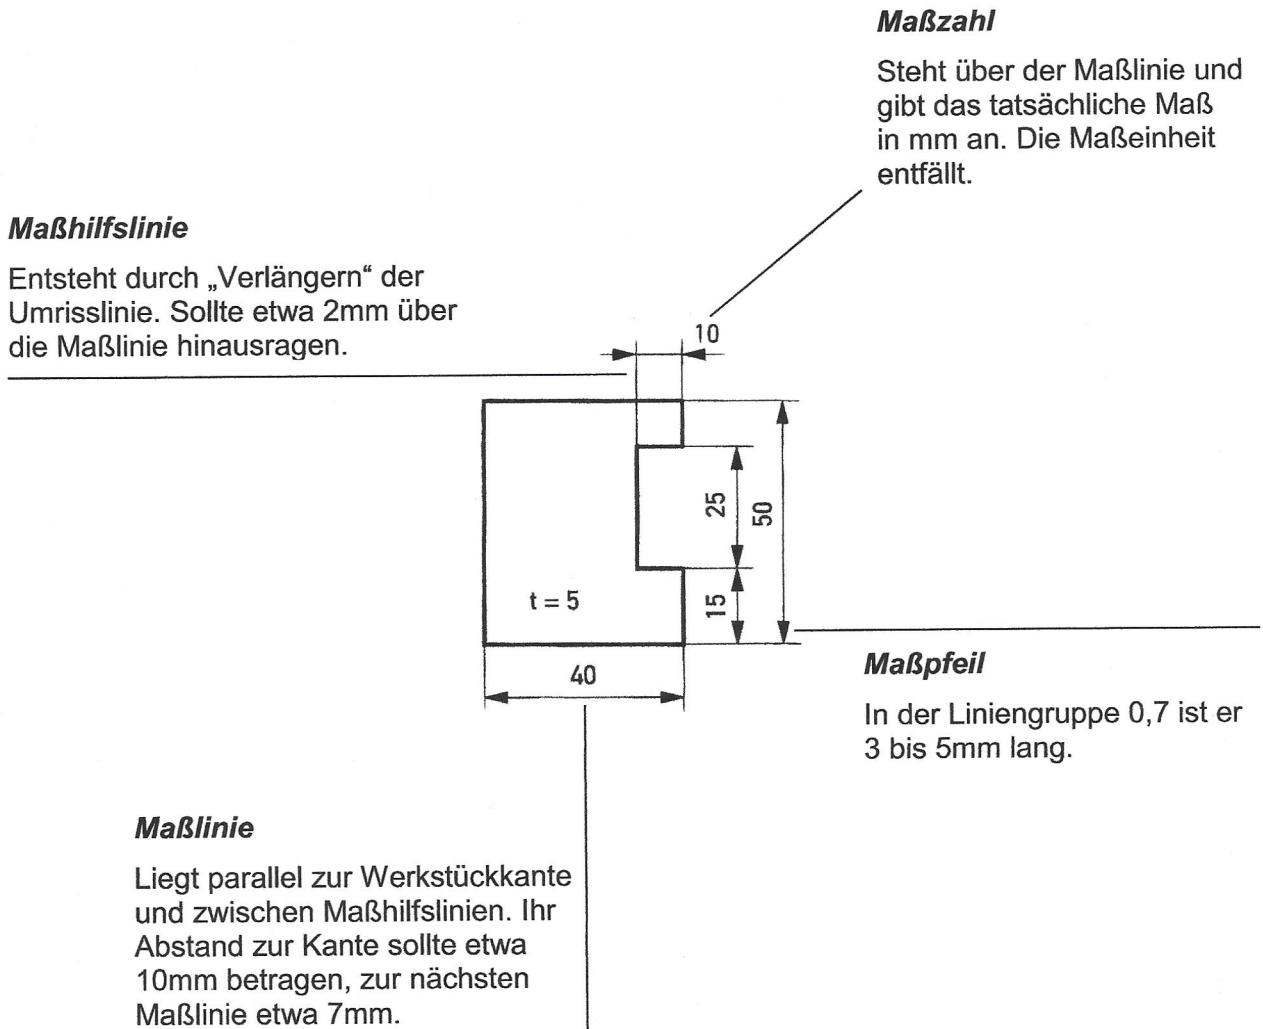 Maßzahl
Steht über der Maßlinie und
gibt das tatsächliche Maß
in mm an. Die Maßeinheit
entfällt.
Maßhilfslinie
Entsteht durch „Verlängern“ der
Umrisslinie. Sollte etwa 2mm über
die Maßlinie hinausragen.
10
25
50
t = 5
15
40
Maßpfeil
In der Liniengruppe 0,7 ist er
3 bis 5mm lang.
Maßlinie
Liegt parallel zur Werkstückkante
und zwischen Maßhilfslinien. Ihr
Abstand zur Kante sollte etwa
10mm betragen, zur nächsten
Maßlinie etwa 7mm.